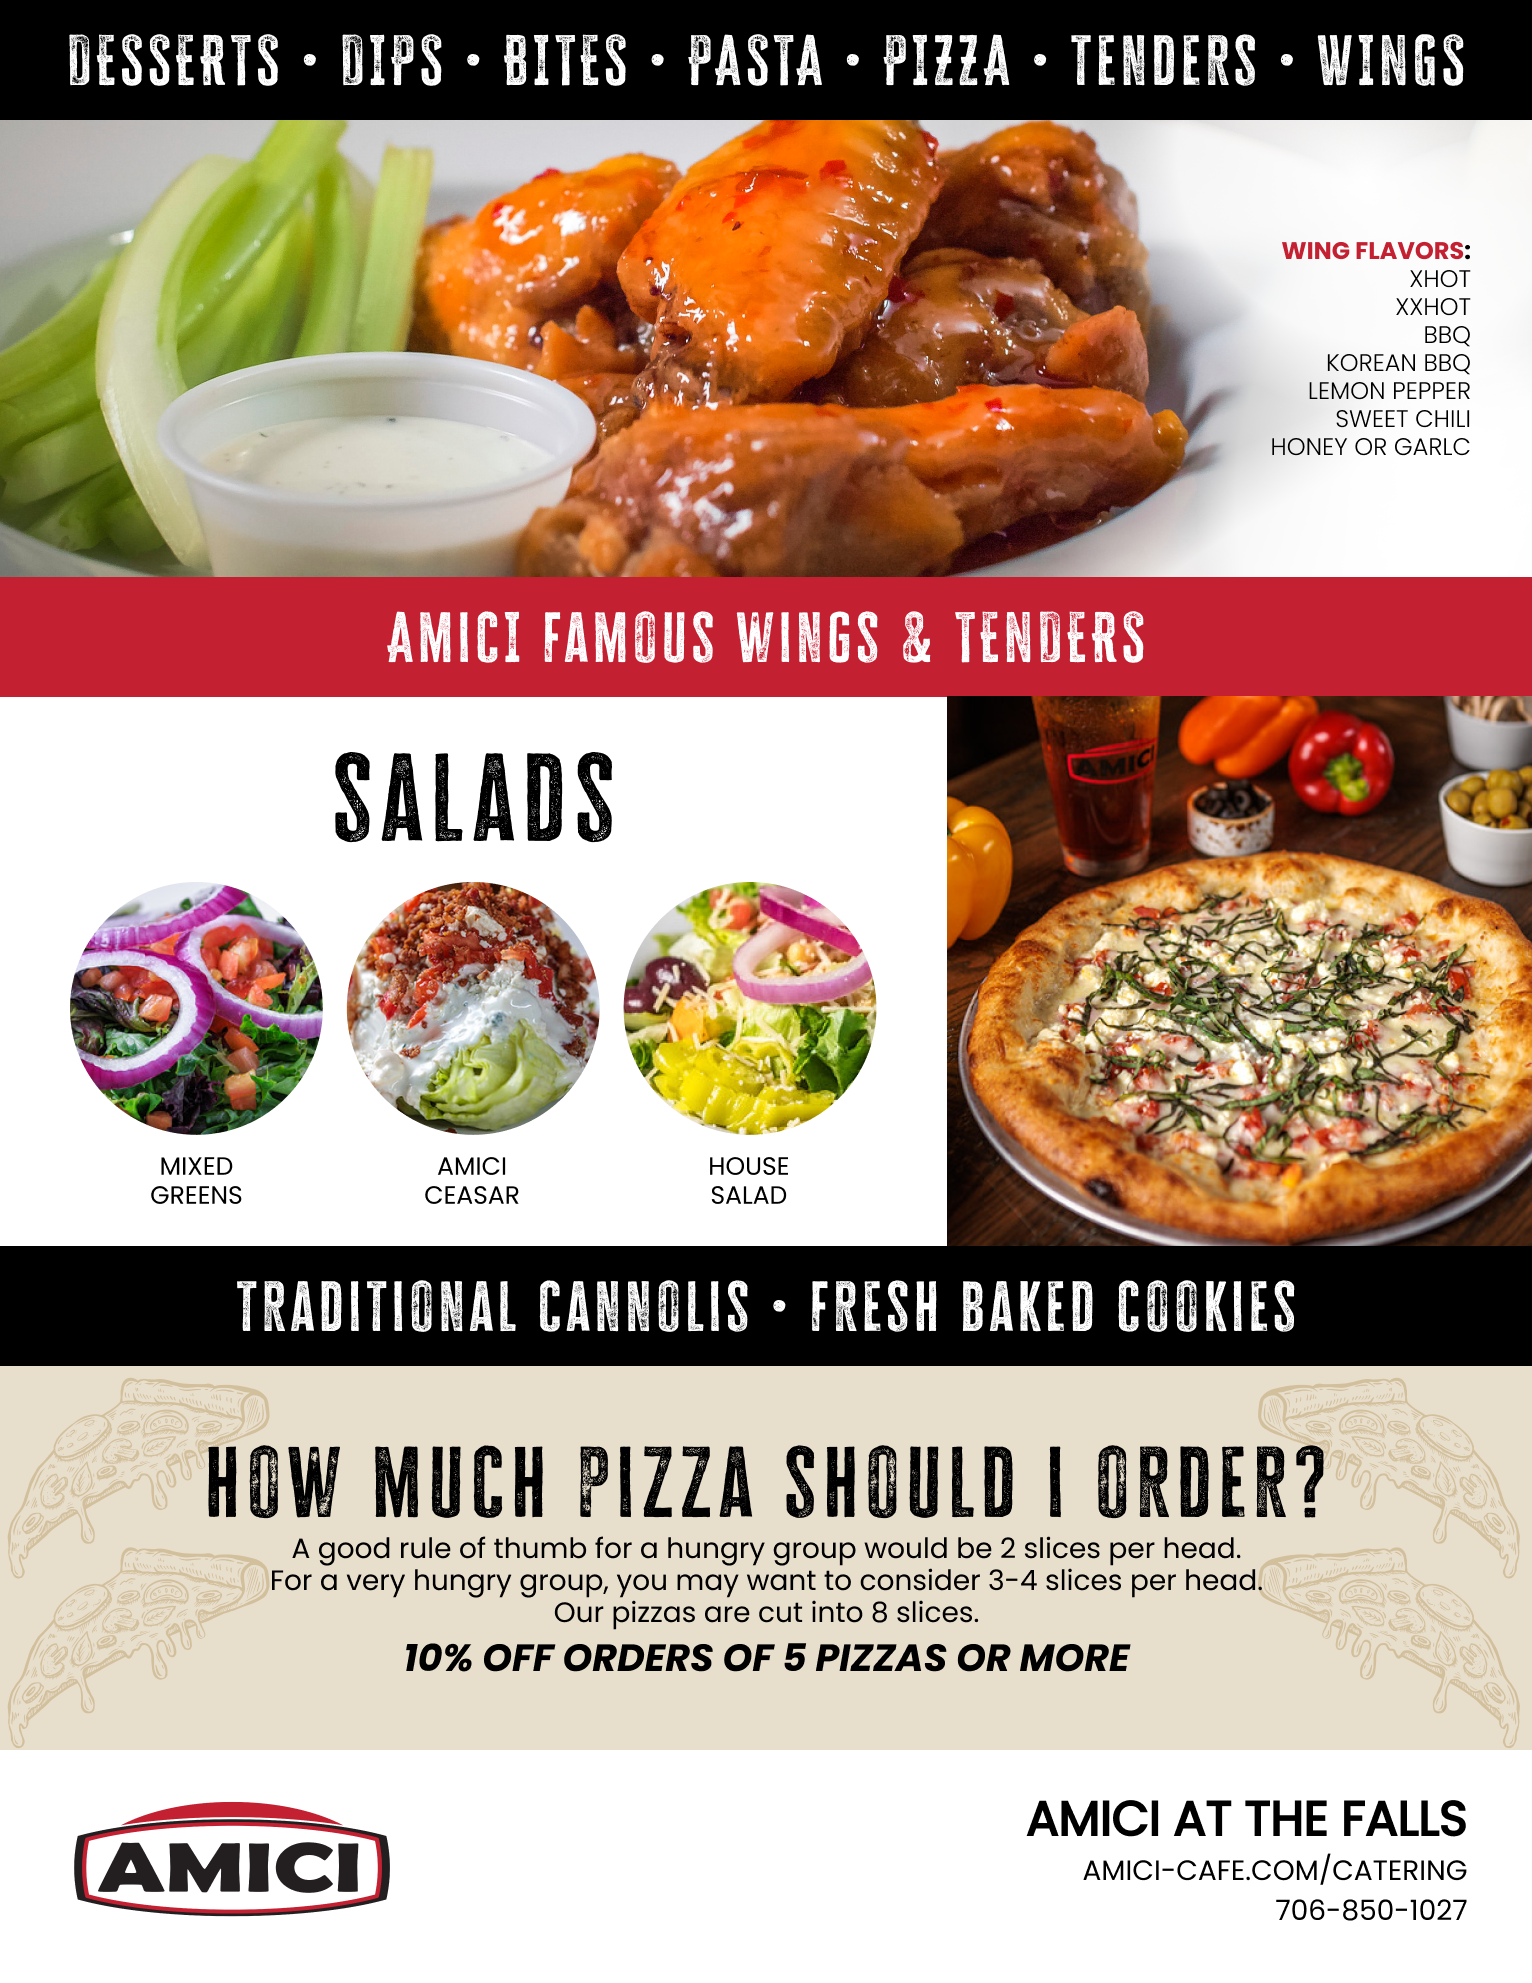 DESSERTS • DIPS • BITES • PASTA • PIZZA • TENDERS • WINGS
WING FLAVORS:
XHOT
XXHOT
BBQ
KOREAN BBQ
LEMON PEPPER
SWEET CHILI
HONEY OR GARLC
AMICI FAMOUS WINGS & TENDERS
SALADS
AMICI
MIXED
GREENS
AMICI
CEASAR
HOUSE
SALAD
TRADITIONAL CANNOLIS • FRESH BAKED COOKIES
HOW MUCH PIZZA SHOULD I ORDER?
A good rule of thumb for a hungry group would be 2 slices per head.
For a very hungry group, you may want to consider 3-4 slices per head.
Our pizzas are cut into 8 slices.
10% OFF ORDERS OF 5 PIZZAS OR MORE
AMICI
AMICI AT THE FALLS
AMICI-CAFE.COM/CATERING
706-850-1027